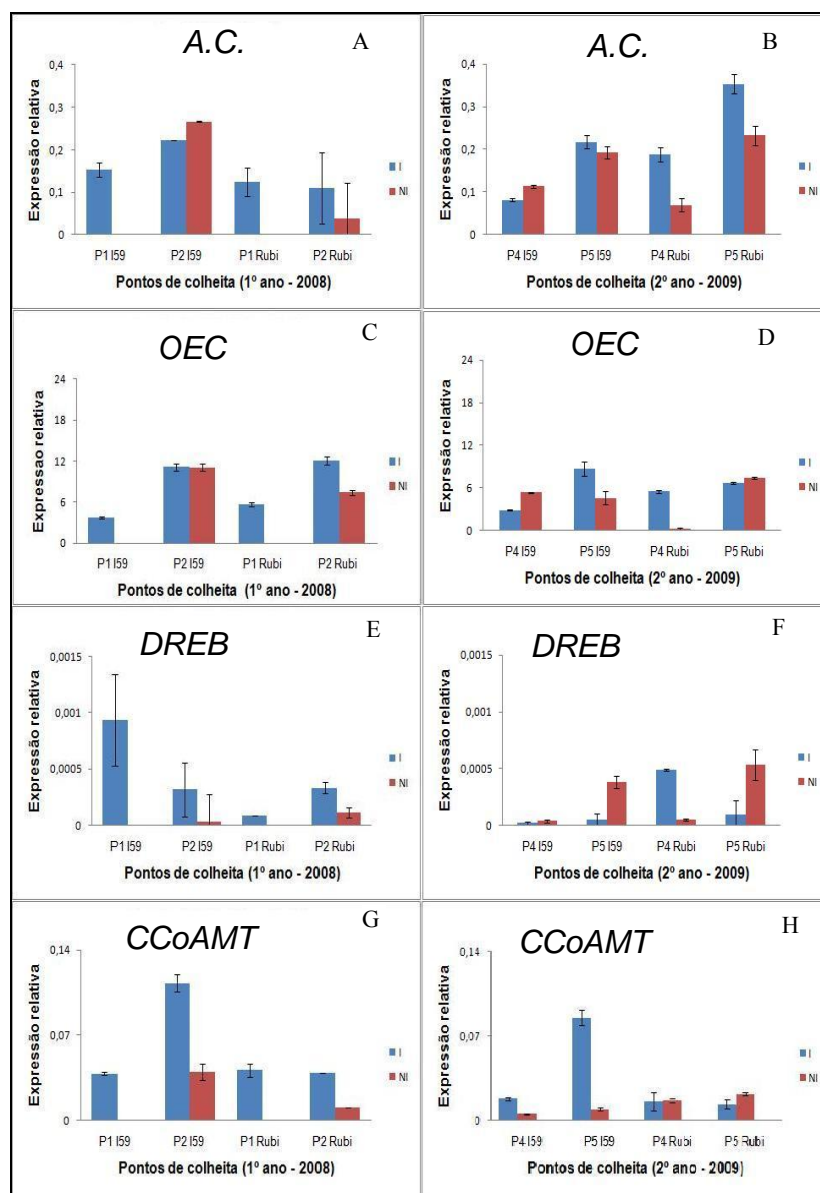 A.C.
A
Expressão relativa
0,4
0,3
0,2
0,1
0
I
NI
P1 I59
P2 I59
P1 Rubi
P2 Rubi
Pontos de colheita (1º ano - 2008)
A.C.
B
Expressão relativa
0,4
0,3
0,2
0,1
0
I
NI
P4 I59
P5 I59
P4 Rubi
P5 Rubi
Pontos de colheita (2º ano - 2009)
OEC
C
Expressao relativa
24
18
12
6
0
I
NI
P1 I59
P2 I59
P1 Rubi
P2 Rubi
Pontos de colheita (1º ano - 2008)
OEC
D
Expressão relativa
24
18
12
6
0
I
NI
P4 I59
P5 I59
P4 Rubi
P5 Rubi
Pontos de colheita (2º ano - 2009)
DREB
E
Expressão relativa
0,0015
0,001
0,0005
0
I
NI
P1 I59
P2 I59
P1 Rubi
P2 Rubi
Pontos de colheita (1º ano - 2008)
DREB
F
Expressão relativa
0,0015
0,001
0,0005
0
I
NI
P4 I59
P5 I59
P4 Rubi
P5 Rubi
Pontos de colheita (2º ano - 2009)
CCoAMT
G
Expressão relativa
0,14
0,07
0
I
NI
P1 I59
P2 I59
P1 Rubi
P2 Rubi
Pontos de colheita (1º ano - 2008)
CCoAMT
H
Expressão relativa
0,14
0,07
0
I
NI
P4 I59
P5 I59
P4 Rubi
P5 Rubi
Pontos de colheita (2º ano - 2009)